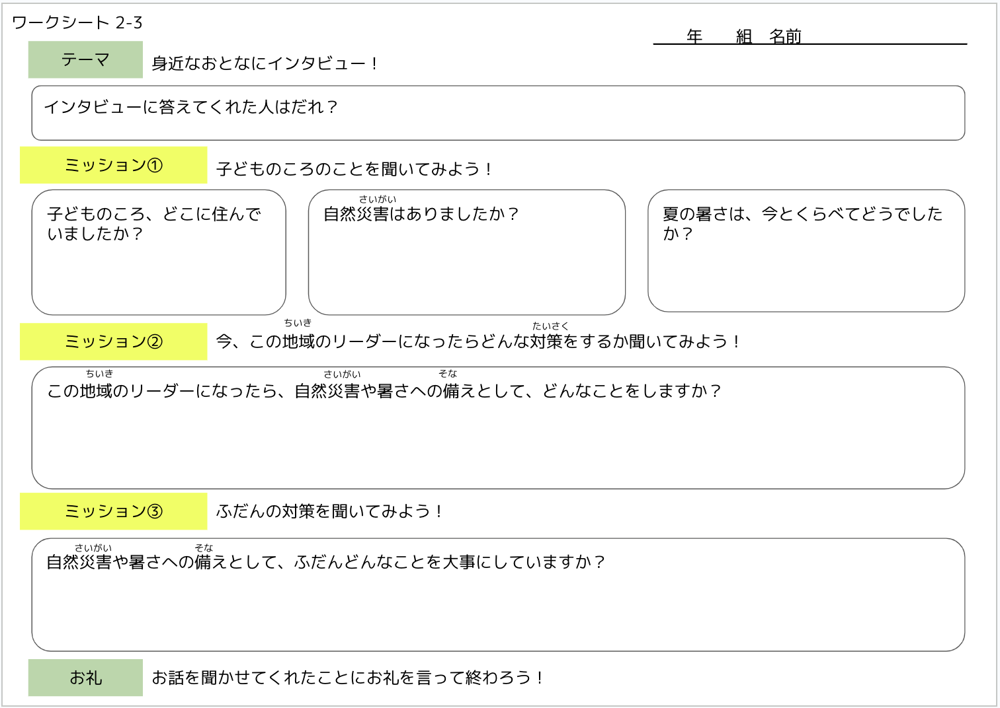 ワークシート 2-3
年　　組　名前
テーマ
身近なおとなにインタビュー！
インタビューに答えてくれた人はだれ？
ミッション①
子どものころのことを聞いてみよう！
子どものころ、どこに住んで
いましたか？
さいがい
自然災害はありましたか？
夏の暑さは、今とくらべてどうでした
か？
ミッション②
ちいき　たいさく
今、この地域のリーダーになったらどんな対策をするか聞いてみよう！
ちいき　さいがい　そな
この地域のリーダーになったら、自然災害や暑さへの備えとして、どんなことをしますか？
ミッション③
ふだんの対策を聞いてみよう！
さいがい　そな
自然災害や暑さへの備えとして、ふだんどんなことを大事にしていますか？
お礼
お話を聞かせてくれたことにお礼を言って終わろう！